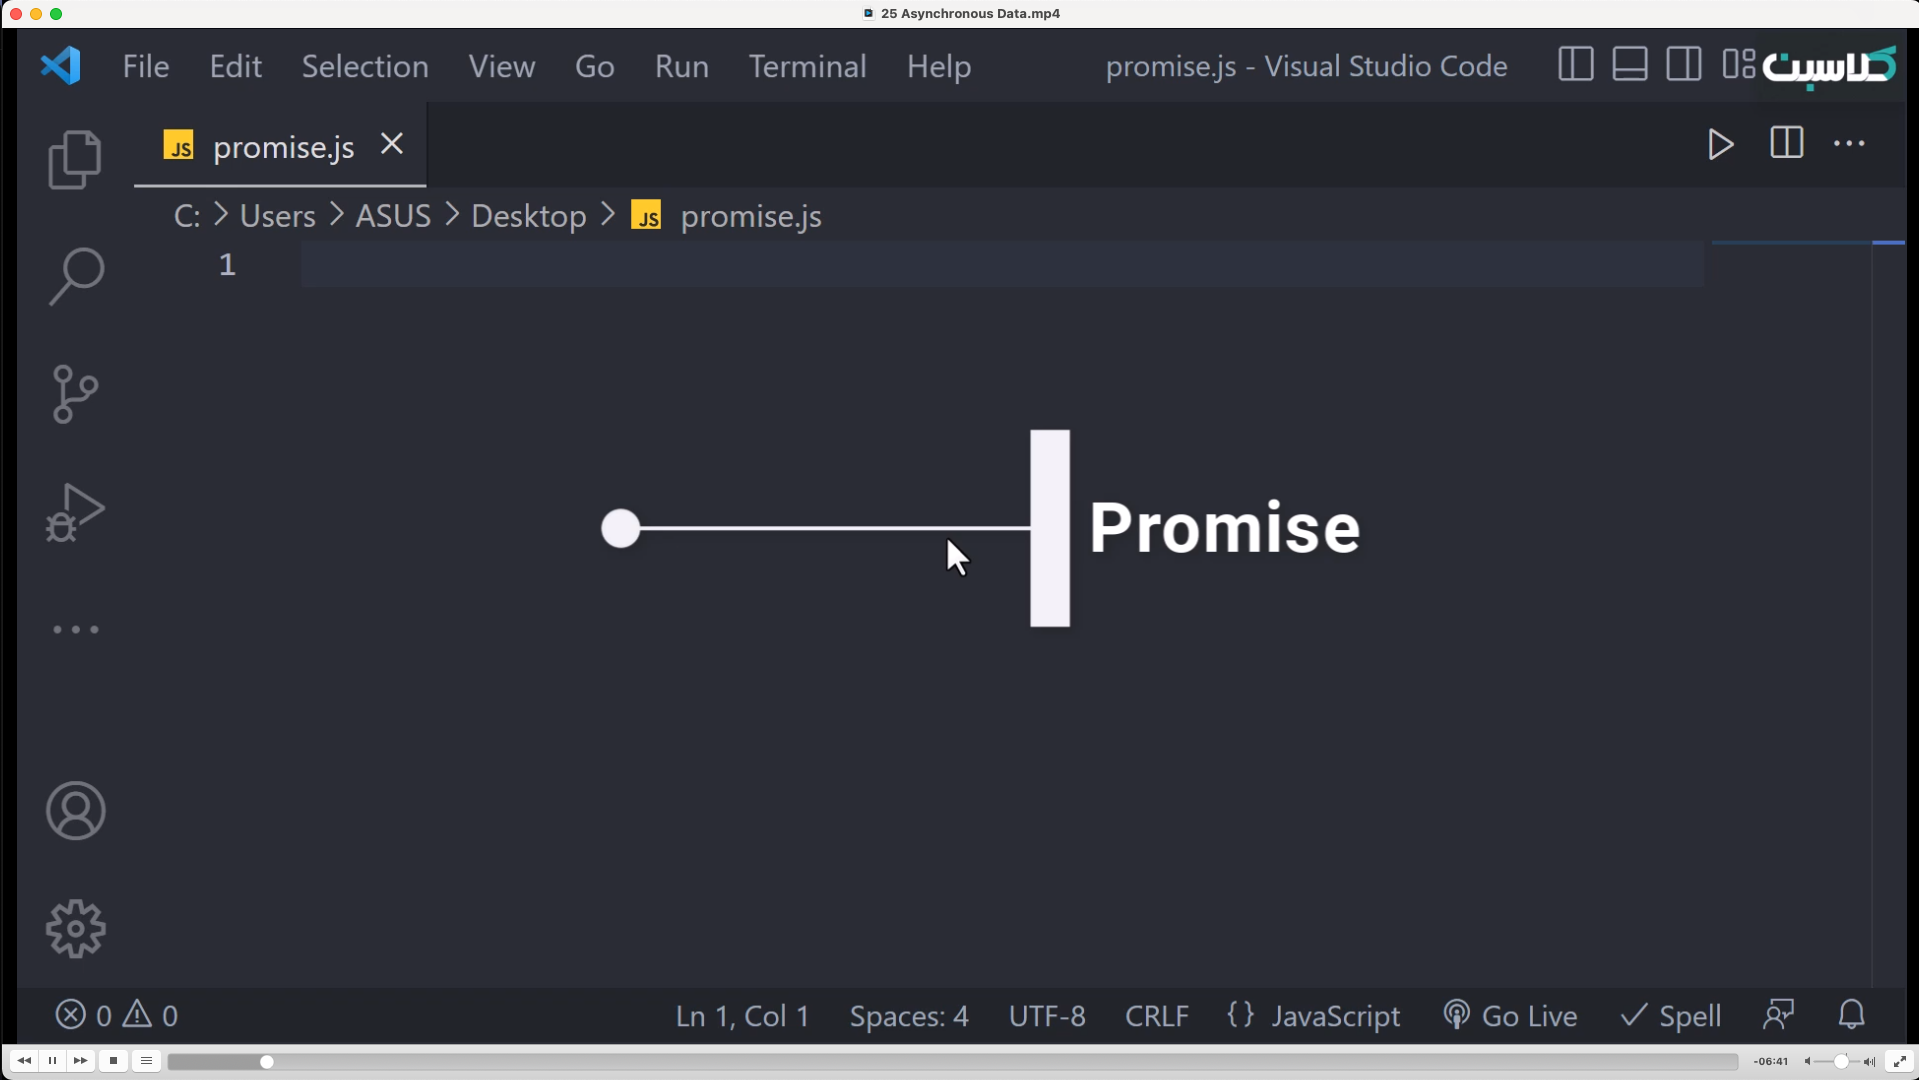 25 Asynchronous Data.mp4
File Edit Selection View Go Run Terminal Help promise.js - Visual Studio Code
کلاسبت
JS promise.js
C: > Users > ASUS > Desktop > JS promise.js
1
Promise
0 0 Ln 1, Col 1 Spaces: 4 UTF-8 CRLF {} JavaScript Go Live Spell
-06:41